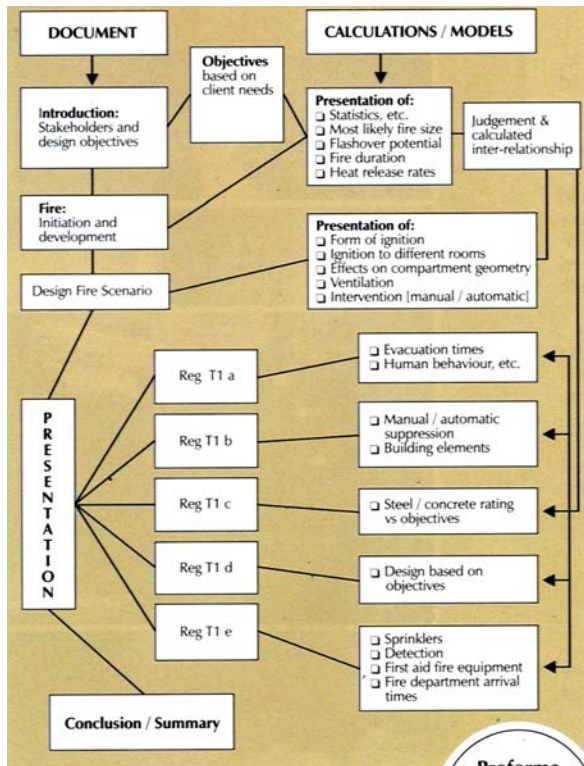 DOCUMENT
CALCULATIONS / MODELS
Objectives
based on
client needs
Introduction:
Stakeholders and
design objectives
Presentation of:
❑ Statistics, etc.
❑ Most likely fire size
❑ Flashover potential
❑ Fire duration
❑ Heat release rates
Judgement &
calculated
inter-relationship
Fire:
Initiation and
development
Presentation of:
❑ Form of ignition
❑ Ignition to different rooms
❑ Effects on compartment geometry
❑ Ventilation
❑ Intervention [manual / automatic]
Design Fire Scenario
PRESENTATION
Reg T1 a
❑ Evacuation times
❑ Human behaviour, etc.
Reg T1 b
❑ Manual / automatic
suppression
❑ Building elements
Reg T1 c
❑ Steel / concrete rating
vs objectives
Reg T1 d
❑ Design based on
objectives
Reg T1 e
❑ Sprinklers
❑ Detection
❑ First aid fire equipment
❑ Fire department arrival
times
Conclusion / Summary
Proforma